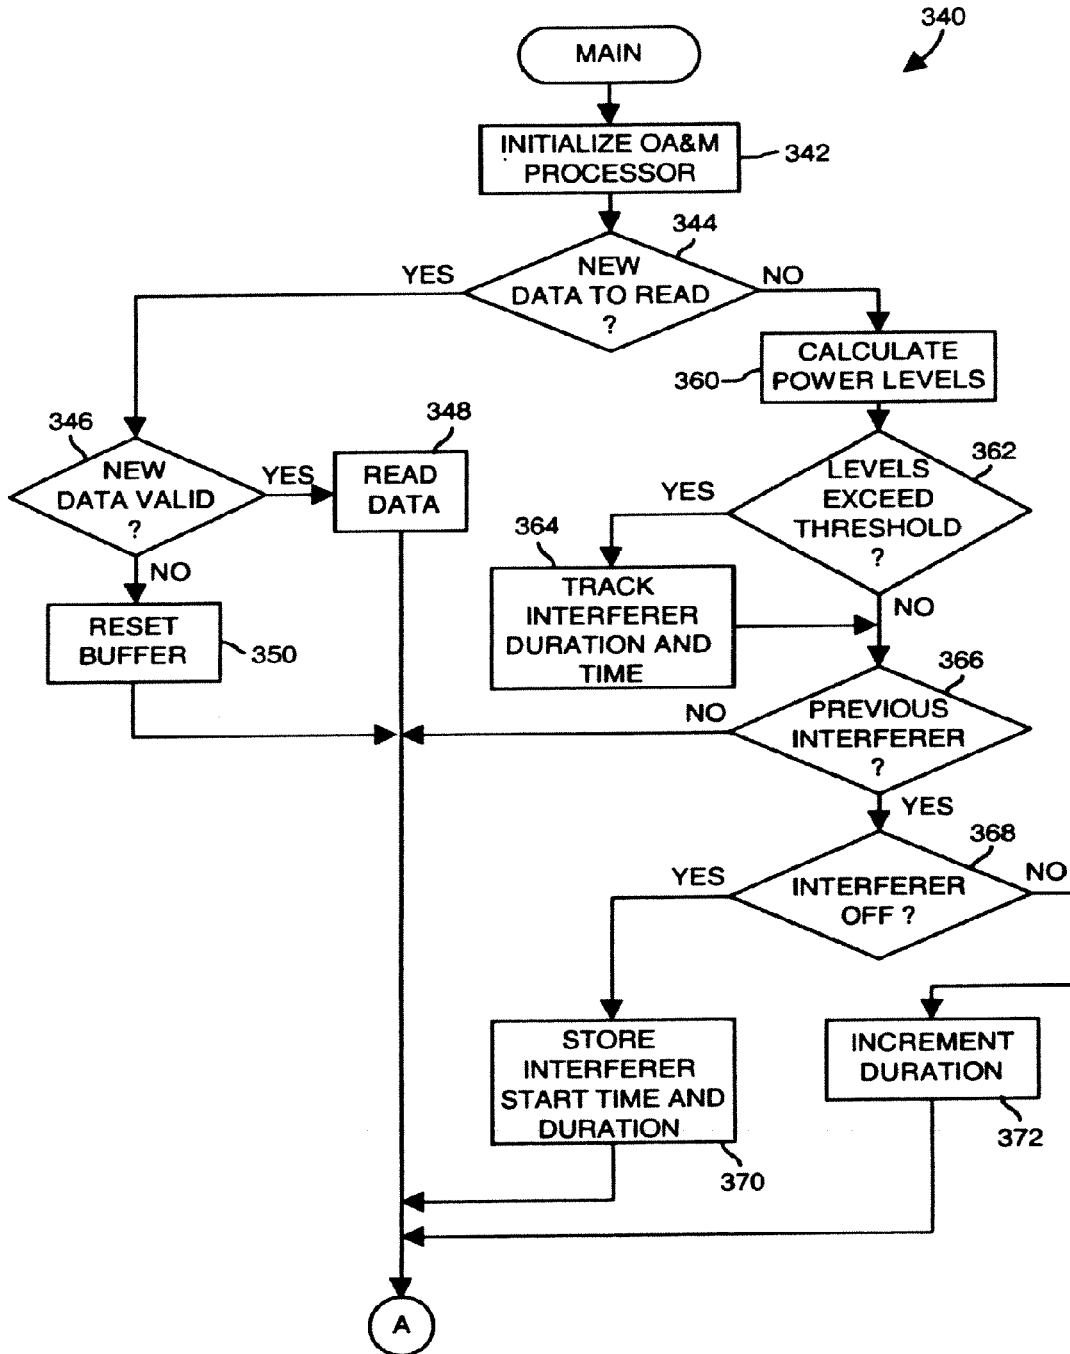 340
MAIN
INITIALIZE OA&M
PROCESSOR
342
344
YES
NEW
DATA TO READ
?
NO
CALCULATE
POWER LEVELS
360
346
NEW
DATA VALID
?
YES
348
READ
DATA
NO
RESET
BUFFER
350
LEVELS
EXCEED
THRESHOLD
?
362
YES
364
TRACK
INTERFERER
DURATION AND
TIME
NO
366
NO
PREVIOUS
INTERFERER
?
YES
368
YES
INTERFERER
OFF ?
NO
STORE
INTERFERER
START TIME AND
DURATION
370
INCREMENT
DURATION
372
A